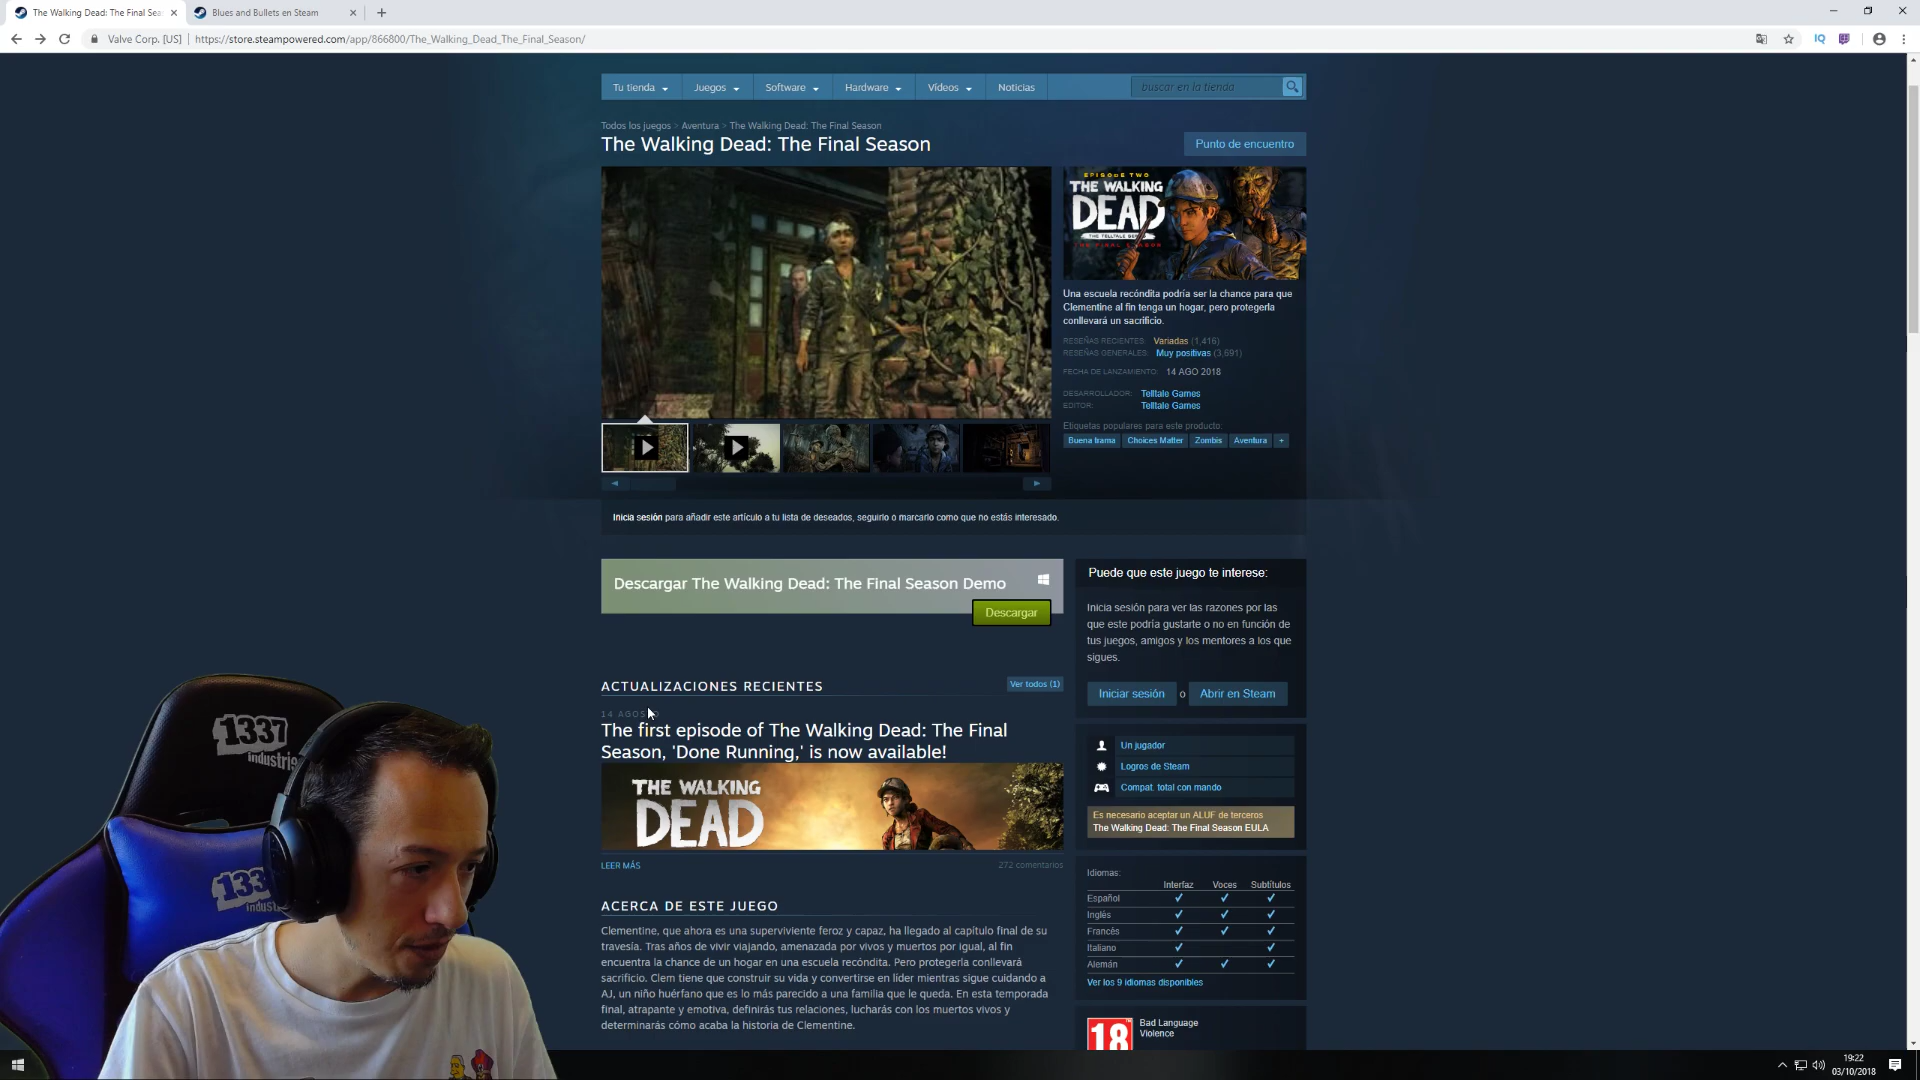 The Walking Dead: The Final Sea
Blues and Bullets en Steam
Valve Corp. [US]
https://store.steampowered.com/app/866800/The_Walking_Dead_The_Final_Season/
IQ
Tu tienda
Juegos
Software
Hardware
Vídeos
Noticias
buscar en la tienda
Todos los juegos > Aventura > The Walking Dead: The Final Season
The Walking Dead: The Final Season
Punto de encuentro
EPISODE TWO
THE WALKING
DEAD
THE TELLTALE SERIES
THE FINAL SEASON
Una escuela recóndita podría ser la chance para que
Clementine al fin tenga un hogar, pero protegerla
conllevará un sacrificio.
RESEÑAS RECIENTES: Variadas (1,416)
RESEÑAS GENERALES: Muy positivas (3,691)
FECHA DE LANZAMIENTO: 14 AGO 2018
DESARROLLADOR: Telltale Games
EDITOR: Telltale Games
Etiquetas populares para este producto:
Buena trama Choices Matter Zombis Aventura +
Inicia sesión para añadir este artículo a tu lista de deseados, seguirlo o marcarlo como que no estás interesado.
Descargar The Walking Dead: The Final Season Demo
Descargar
Puede que este juego te interese:
Inicia sesión para ver las razones por las
que este podría gustarte o no en función de
tus juegos, amigos y los mentores a los que
sigues.
Iniciar sesión o Abrir en Steam
ACTUALIZACIONES RECIENTES
Ver todos (1)
14 AGOS
The first episode of The Walking Dead: The Final
Season, 'Done Running,' is now available!
THE WALKING
DEAD
LEER MÁS
272 comentarios
Un jugador
Logros de Steam
Compat. total con mando
Es necesario aceptar un ALUF de terceros
The Walking Dead: The Final Season EULA
Idiomas:
Interfaz Voces Subtítulos
Español ✓ ✓ ✓
Inglés ✓ ✓ ✓
Francés ✓ ✓ ✓
Italiano ✓ ✓
Alemán ✓ ✓ ✓
Ver los 9 idiomas disponibles
ACERCA DE ESTE JUEGO
Clementine, que ahora es una superviviente feroz y capaz, ha llegado al capítulo final de su
travesía. Tras años de vivir viajando, amenazada por vivos y muertos por igual, al fin
encuentra la chance de un hogar en una escuela recóndita. Pero protegerla conllevará
sacrificio. Clem tiene que construir su vida y convertirse en líder mientras sigue cuidando a
AJ, un niño huérfano que es lo más parecido a una familia que le queda. En esta temporada
final, atrapante y emotiva, definirás tus relaciones, lucharás con los muertos vivos y
determinarás cómo acaba la historia de Clementine.
18
Bad Language
Violence
1337
industrie
133
indust
19:22
03/10/2018